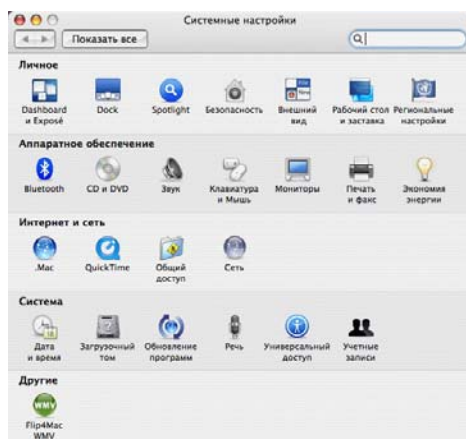 Системные настройки
Показать все
Личное
Dashboard и Exposé
Dock
Spotlight
Безопасность
Внешний вид
Рабочий стол и заставка
Региональные настройки
Аппаратное обеспечение
Bluetooth
CD и DVD
Звук
Клавиатура и Мышь
Мониторы
Печать и факс
Экономия энергии
Интернет и сеть
.Mac
QuickTime
Общий доступ
Сеть
Система
Дата и время
Загрузочный том
Обновление программ
Речь
Универсальный доступ
Учетные записи
Другие
WMV
Flip4Mac WMV